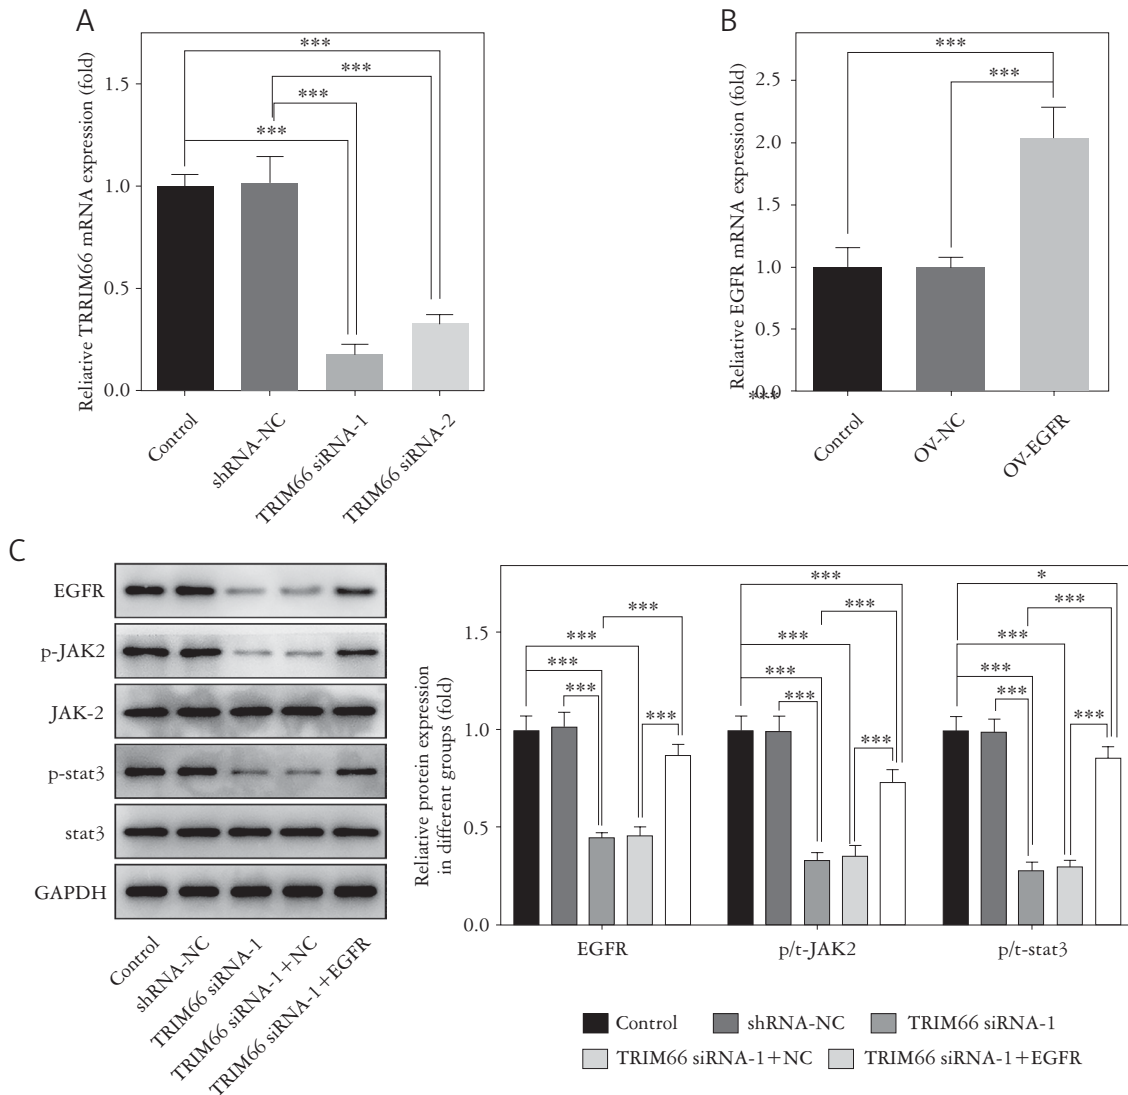 A
Reliative TRRIM66 mRNA expression (fold)
1.5
1.0
0.5
0.0
***
***
***
***
Control
shRNA-NC
TRIM66 siRNA-1
TRIM66 siRNA-2
B
Reliative EGFR mRNA expression (fold)
2.5
2.0
1.5
1.0
0.5
0.0
***
***
***
Control
OV-NC
OV-EGFR
C
EGFR
p-JAK2
JAK-2
p-stat3
stat3
GAPDH
Control
shRNA-NC
TRIM66 siRNA-1
TRIM66 siRNA-1+NC
TRIM66 siRNA-1+EGFR
Reliative protein expression
in different groups (fold)
1.5
1.0
0.5
0.0
***
***
***
***
***
***
***
***
***
***
***
*
***
***
***
***
***
EGFR
p/t-JAK2
p/t-stat3
Control
shRNA-NC
TRIM66 siRNA-1
TRIM66 siRNA-1+NC
TRIM66 siRNA-1+EGFR